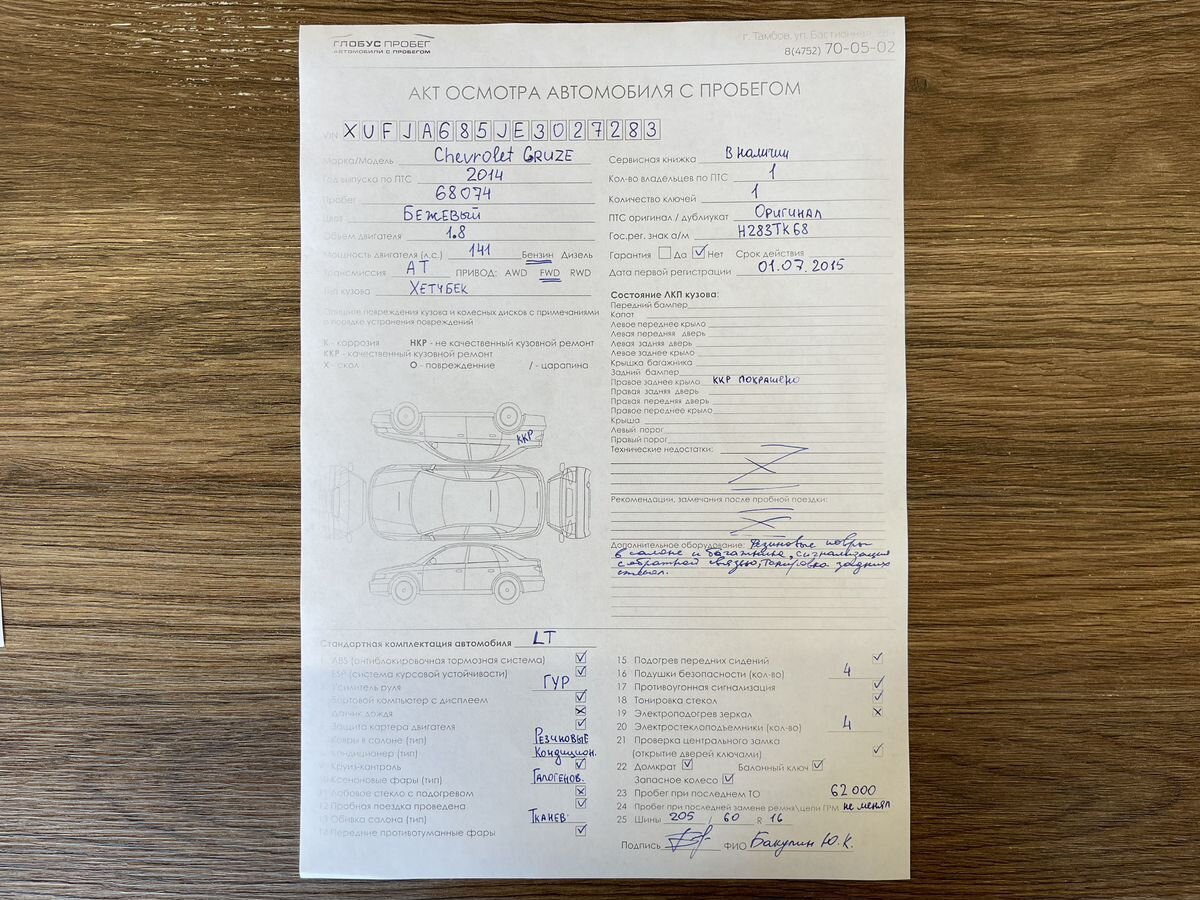 ГЛОБУС ПРОБЕГ
АВТОМОБИЛИ С ПРОБЕГОМ
г. Тамбов, ул. Бастионная,
8(4752) 70-05-02
АКТ ОСМОТРА АВТОМОБИЛЯ С ПРОБЕГОМ
VIN XUFJA685JE3027283
Марка/Модель Chevrolet CRUZE
Год выпуска по ПТС 2014
Пробег 68074
Цвет БЕЖЕВЫЙ
Объем двигателя 1.8
Мощность двигателя (л.с.) 141 Бензин Дизель
Трансмиссия АТ ПРИВОД: AWD FWD RWD
Тип кузова ХЕТЧБЕК
Опишите повреждения кузова и колесных дисков с примечаниями
о порядке устранения повреждений
К - коррозия НКР - не качественный кузовной ремонт
ККР - качественный кузовной ремонт
Х - скол О - повреждение / - царапина
ККР
Сервисная книжка В наличии
Кол-во владельцев по ПТС 1
Количество ключей 1
ПТС оригинал / дубликат ОРИГИНАЛ
Гос.рег. знак а/м Н283ТК68
Гарантия Да Нет Срок действия
Дата первой регистрации 01.07.2015
Состояние ЛКП кузова:
Передний бампер
Капот
Левое переднее крыло
Левая передняя дверь
Левая задняя дверь
Левое заднее крыло
Крышка багажника
Задний бампер
Правое заднее крыло ККР ПОКРАШЕНО
Правая задняя дверь
Правая передняя дверь
Правое переднее крыло
Крыша
Левый порог
Правый порог
Технические недостатки:
Рекомендации, замечания после пробной поездки:
Дополнительное оборудование: Резиновые ковры
в салоне и багажнике, сигнализация
с обратной связью, тонировка задних
стекол.
Стандартная комплектация автомобиля LT
ABS (антиблокировочная тормозная система)
ESP (система курсовой устойчивости)
Усилитель руля ГУР
Бортовой компьютер с дисплеем
Датчик дождя
Защита картера двигателя
Ковры в салоне (тип) РЕЗИНОВЫЕ
Кондиционер (тип) Кондицион.
Круиз-контроль
Ксеноновые фары (тип) ГАЛОГЕНОВ.
11 Лобовое стекло с подогревом
12 Пробная поездка проведена
13 Обивка салона (тип) ТКАНЕВ.
14 Передние противотуманные фары
15 Подогрев передних сидений
16 Подушки безопасности (кол-во) 4
17 Противоугонная сигнализация
18 Тонировка стекол
19 Электроподогрев зеркал
20 Электростеклоподъемники (кол-во) 4
21 Проверка центрального замка
(открытие дверей ключами)
22 Домкрат Балонный ключ
Запасное колесо
23 Пробег при последнем ТО 62000
24 Пробег при последней замене ремня\цепи ГРМ не менял
25 Шины 205 / 60 R 16
Подпись ФИО Бакулин Ю.К.